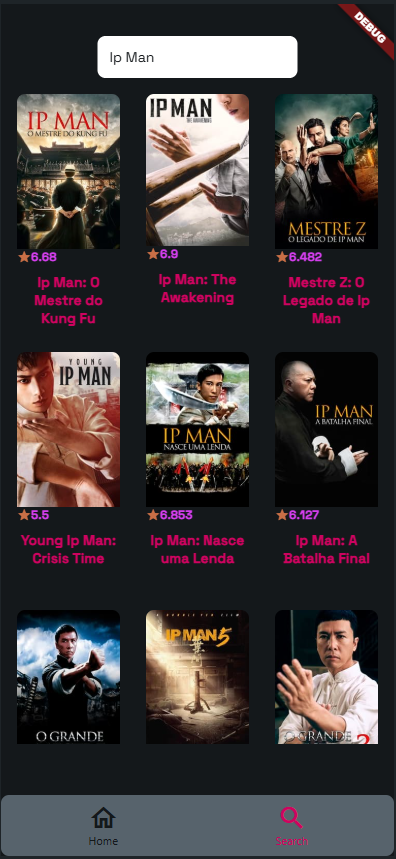 DEBUG
Ip Man
IP MAN
O MESTRE DO KUNG FU
IP MAN
THE AWAKENING
MESTRE Z
O LEGADO DE IP MAN
6.68
6.9
6.482
Ip Man: O
Mestre do
Kung Fu
Ip Man: The
Awakening
Mestre Z: O
Legado de Ip
Man
YOUNG
IP MAN
IP MAN
NASCE UMA LENDA
IP MAN
A BATALHA FINAL
5.5
6.853
6.127
Young Ip Man:
Crisis Time
Ip Man: Nasce
uma Lenda
Ip Man: A
Batalha Final
O GRANDE
IP MAN 5
O GRANDE
2
Home
Search